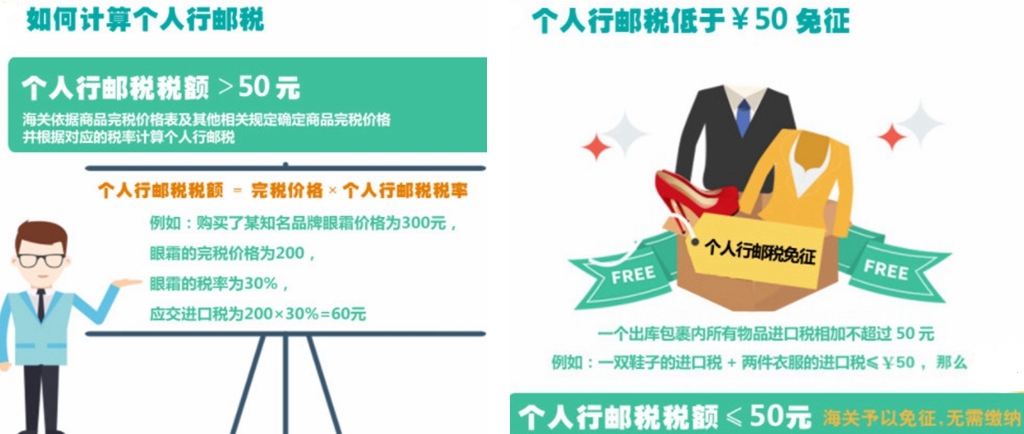 如何计算个人行邮税
个人行邮税税额 >50 元
海关依据商品完税价格表及其他相关规定确定商品完税价格
并根据对应的税率计算个人行邮税
个人行邮税税额 = 完税价格 × 个人行邮税税率
例如：购买了某知名品牌眼霜价格为300元，
眼霜的完税价格为200，
眼霜的税率为30%，
应交进口税为200×30%=60元
个人行邮税低于￥50 免征
个人行邮税免征
FREE
FREE
一个出库包裹内所有物品进口税相加不超过 50 元
例如：一双鞋子的进口税 + 两件衣服的进口税≤￥50 ，那么
个人行邮税税额 ≤ 50元 海关予以免征,无需缴纳